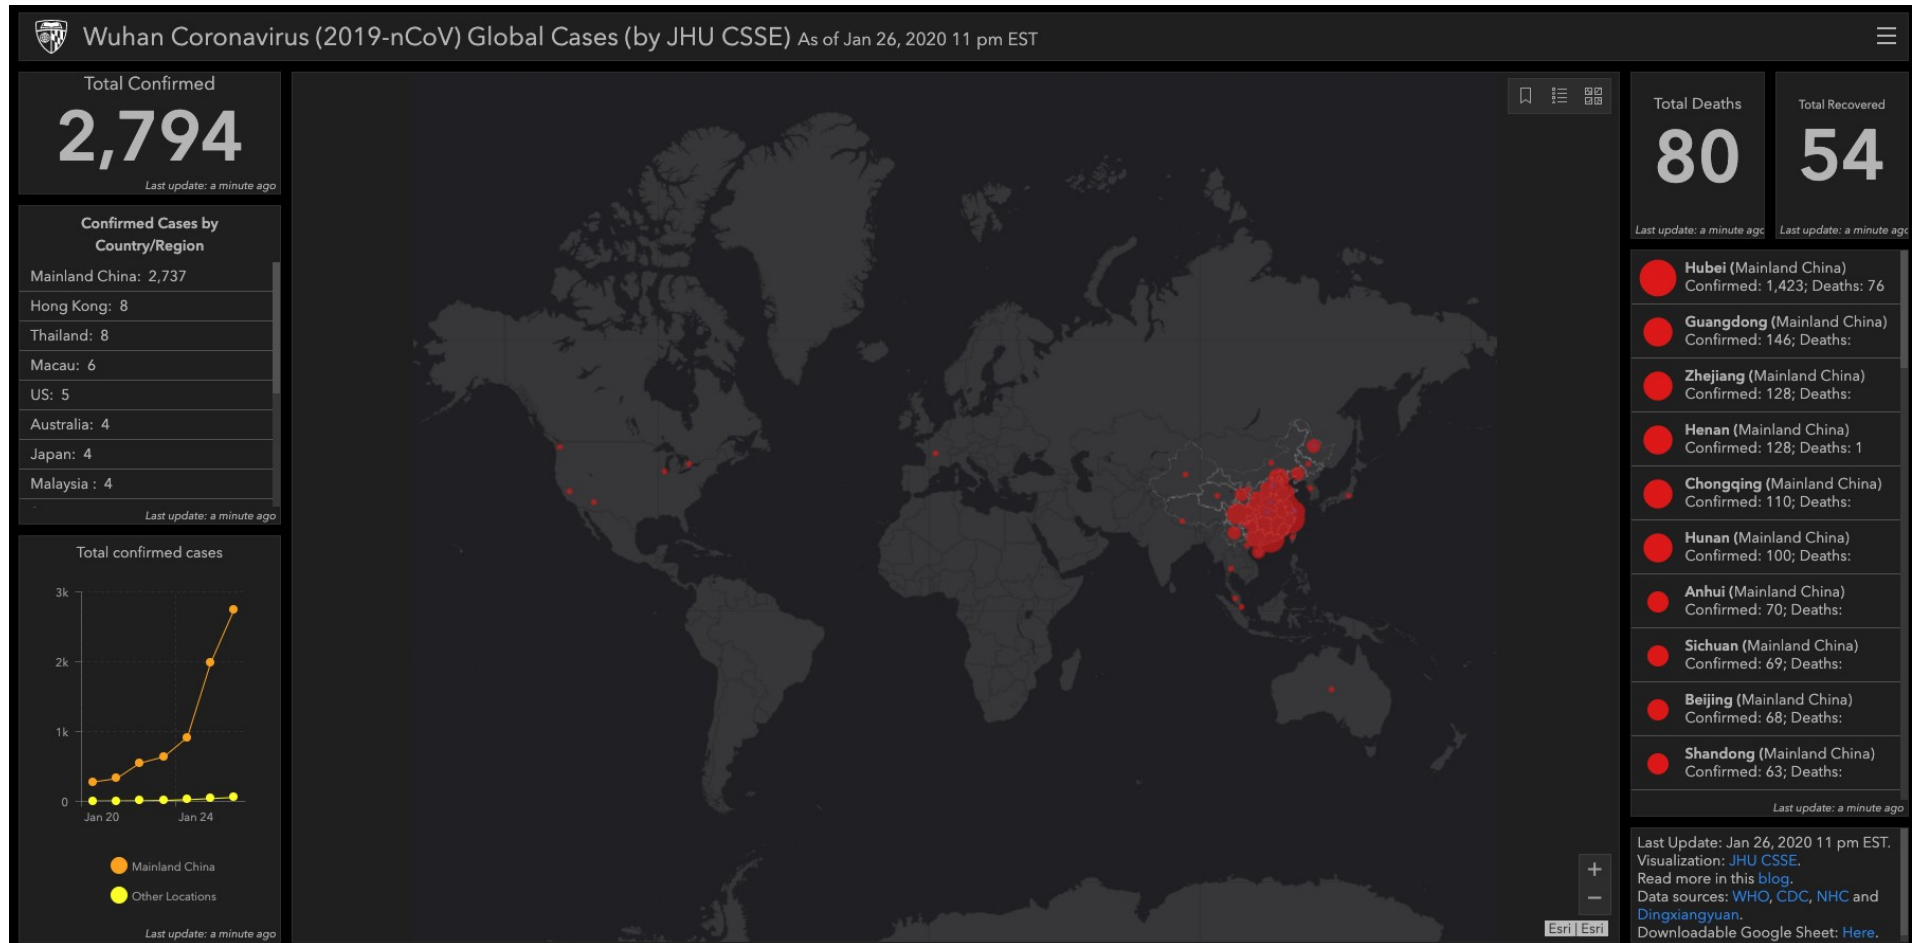 Wuhan Coronavirus (2019-nCoV) Global Cases (by JHU CSSE) As of Jan 26, 2020 11 pm EST
Total Confirmed
2,794
Last update: a minute ago
Confirmed Cases by
Country/Region
Mainland China: 2,737
Hong Kong: 8
Thailand: 8
Macau: 6
US: 5
Australia: 4
Japan: 4
Malaysia : 4
Last update: a minute ago
Total confirmed cases
3k
2k
1k
0
Jan 20 Jan 24
Mainland China
Other Locations
Last update: a minute ago
Esri | Esri
Total Deaths
80
Last update: a minute agc
Total Recovered
54
Last update: a minute agc
Hubei (Mainland China)
Confirmed: 1,423; Deaths: 76
Guangdong (Mainland China)
Confirmed: 146; Deaths:
Zhejiang (Mainland China)
Confirmed: 128; Deaths:
Henan (Mainland China)
Confirmed: 128; Deaths: 1
Chongqing (Mainland China)
Confirmed: 110; Deaths:
Hunan (Mainland China)
Confirmed: 100; Deaths:
Anhui (Mainland China)
Confirmed: 70; Deaths:
Sichuan (Mainland China)
Confirmed: 69; Deaths:
Beijing (Mainland China)
Confirmed: 68; Deaths:
Shandong (Mainland China)
Confirmed: 63; Deaths:
Last update: a minute ago
Last Update: Jan 26, 2020 11 pm EST.
Visualization: JHU CSSE.
Read more in this blog.
Data sources: WHO, CDC, NHC and
Dingxiangyuan.
Downloadable Google Sheet: Here.